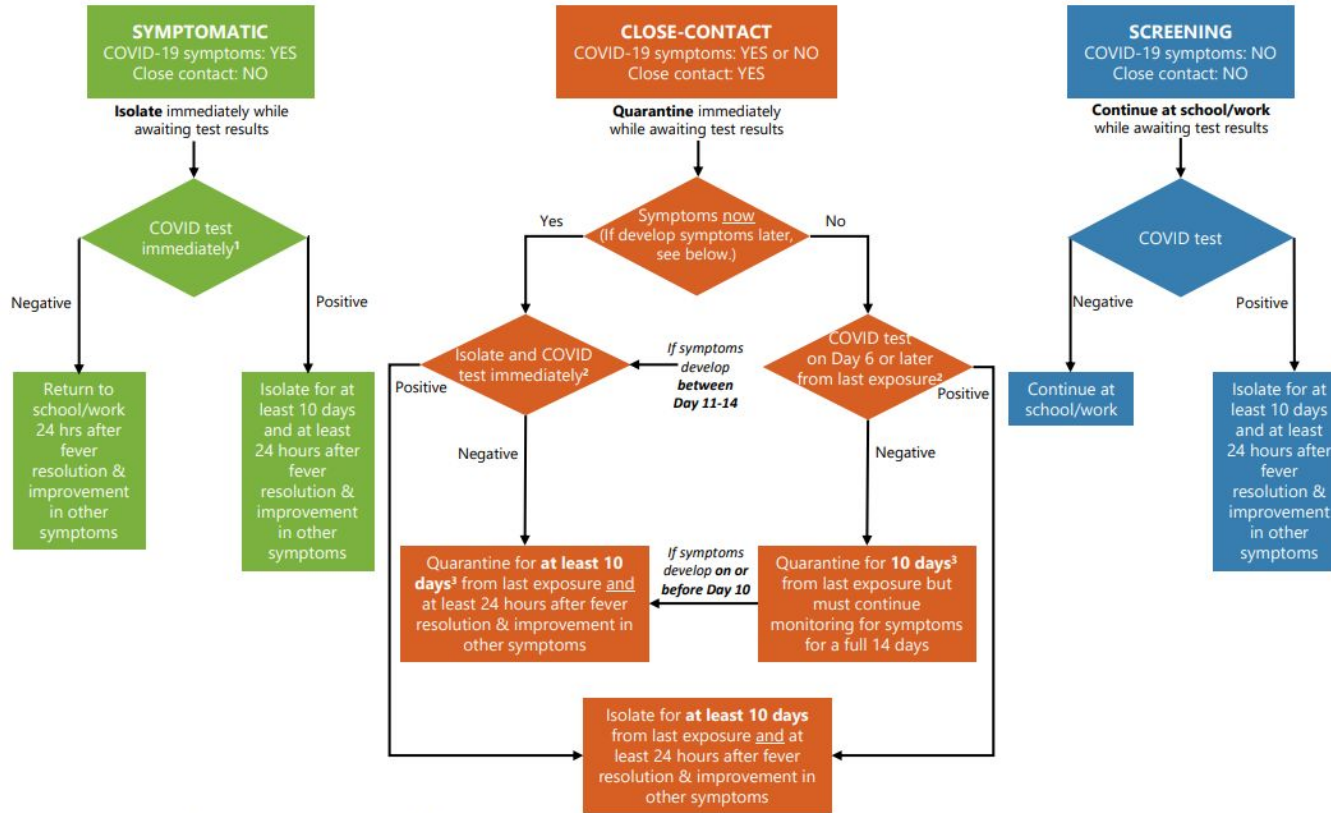 SYMPTOMATIC
COVID-19 symptoms: YES
Close contact: NO
Isolate immediately while
awaiting test results
COVID test
immediately¹
Negative
Positive
Return to
school/work
24 hrs after
fever
resolution &
improvement
in other
symptoms
Isolate for at
least 10 days
and at least
24 hours after
fever
resolution &
improvement
in other
symptoms
CLOSE-CONTACT
COVID-19 symptoms: YES or NO
Close contact: YES
Quarantine immediately
while awaiting test results
Symptoms now
(If develop symptoms later,
see below.)
Yes
No
Isolate and COVID
test immediately²
Positive
Negative
If symptoms
develop
between
Day 11-14
COVID test
on Day 6 or later
from last exposure²
Positive
Negative
Quarantine for at least 10
days³ from last exposure and
at least 24 hours after fever
resolution & improvement in
other symptoms
If symptoms
develop on or
before Day 10
Quarantine for 10 days³
from last exposure but
must continue
monitoring for symptoms
for a full 14 days
Isolate for at least 10 days
from last exposure and at
least 24 hours after fever
resolution & improvement in
other symptoms
SCREENING
COVID-19 symptoms: NO
Close contact: NO
Continue at school/work
while awaiting test results
COVID test
Negative
Positive
Continue at
school/work
Isolate for at
least 10 days
and at least
24 hours after
fever
resolution &
improvement
in other
symptoms